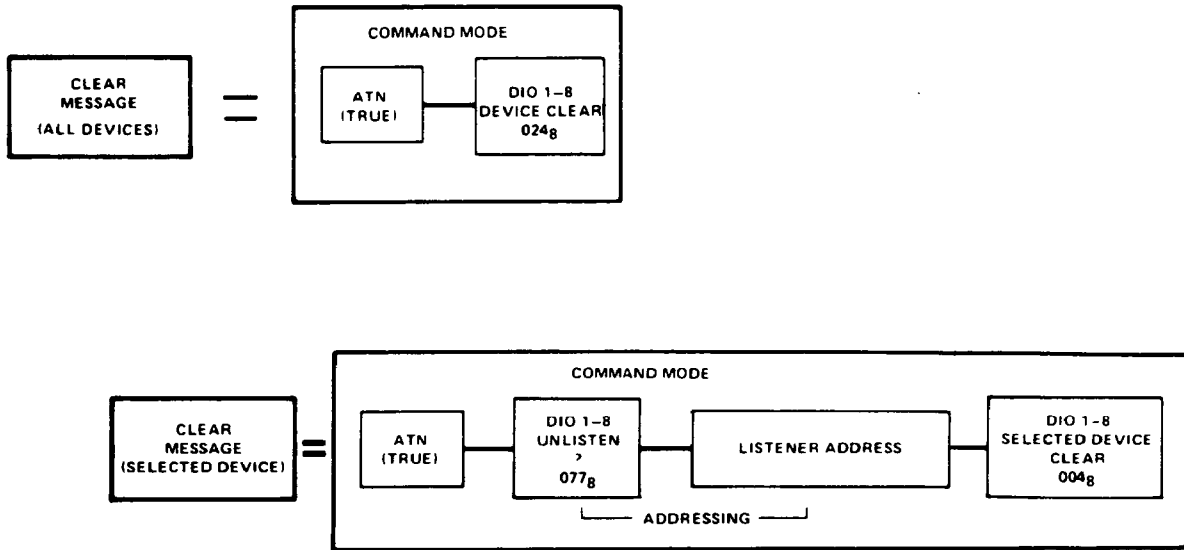 CLEAR
MESSAGE
(ALL DEVICES)
=
COMMAND MODE
ATN
(TRUE)
DIO 1-8
DEVICE CLEAR
024₈
CLEAR
MESSAGE
(SELECTED DEVICE)
=
COMMAND MODE
ATN
(TRUE)
DIO 1-8
UNLISTEN
?
077₈
LISTENER ADDRESS
DIO 1-8
SELECTED DEVICE
CLEAR
004₈
ADDRESSING